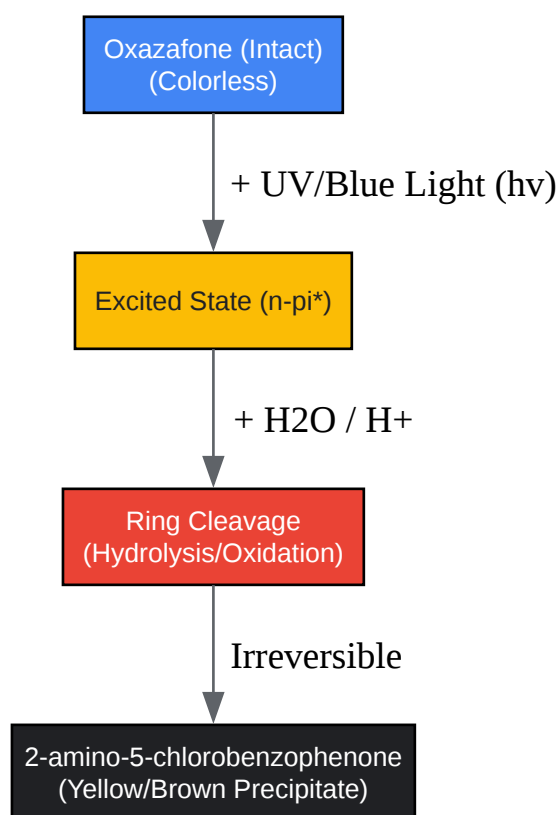 Oxazafone (Intact)
(Colorless)
+ UV/Blue Light (hv)
Excited State (n-pi*)
+ H2O / H+
Ring Cleavage
(Hydrolysis/Oxidation)
Irreversible
2-amino-5-chlorobenzophenone
(Yellow/Brown Precipitate)